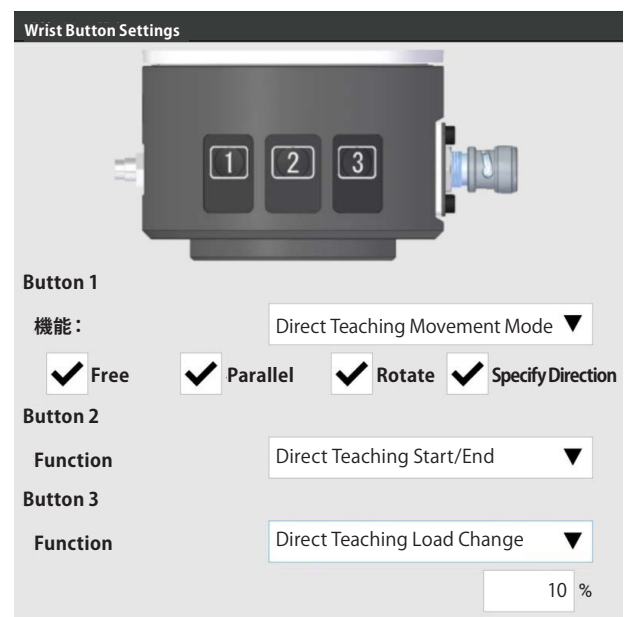 Wrist Button Settings
1 2 3
Button 1
機能： Direct Teaching Movement Mode ▼
✔ Free ✔ Parallel ✔ Rotate ✔ Specify Direction
Button 2
Function Direct Teaching Start/End ▼
Button 3
Function Direct Teaching Load Change ▼
10 %